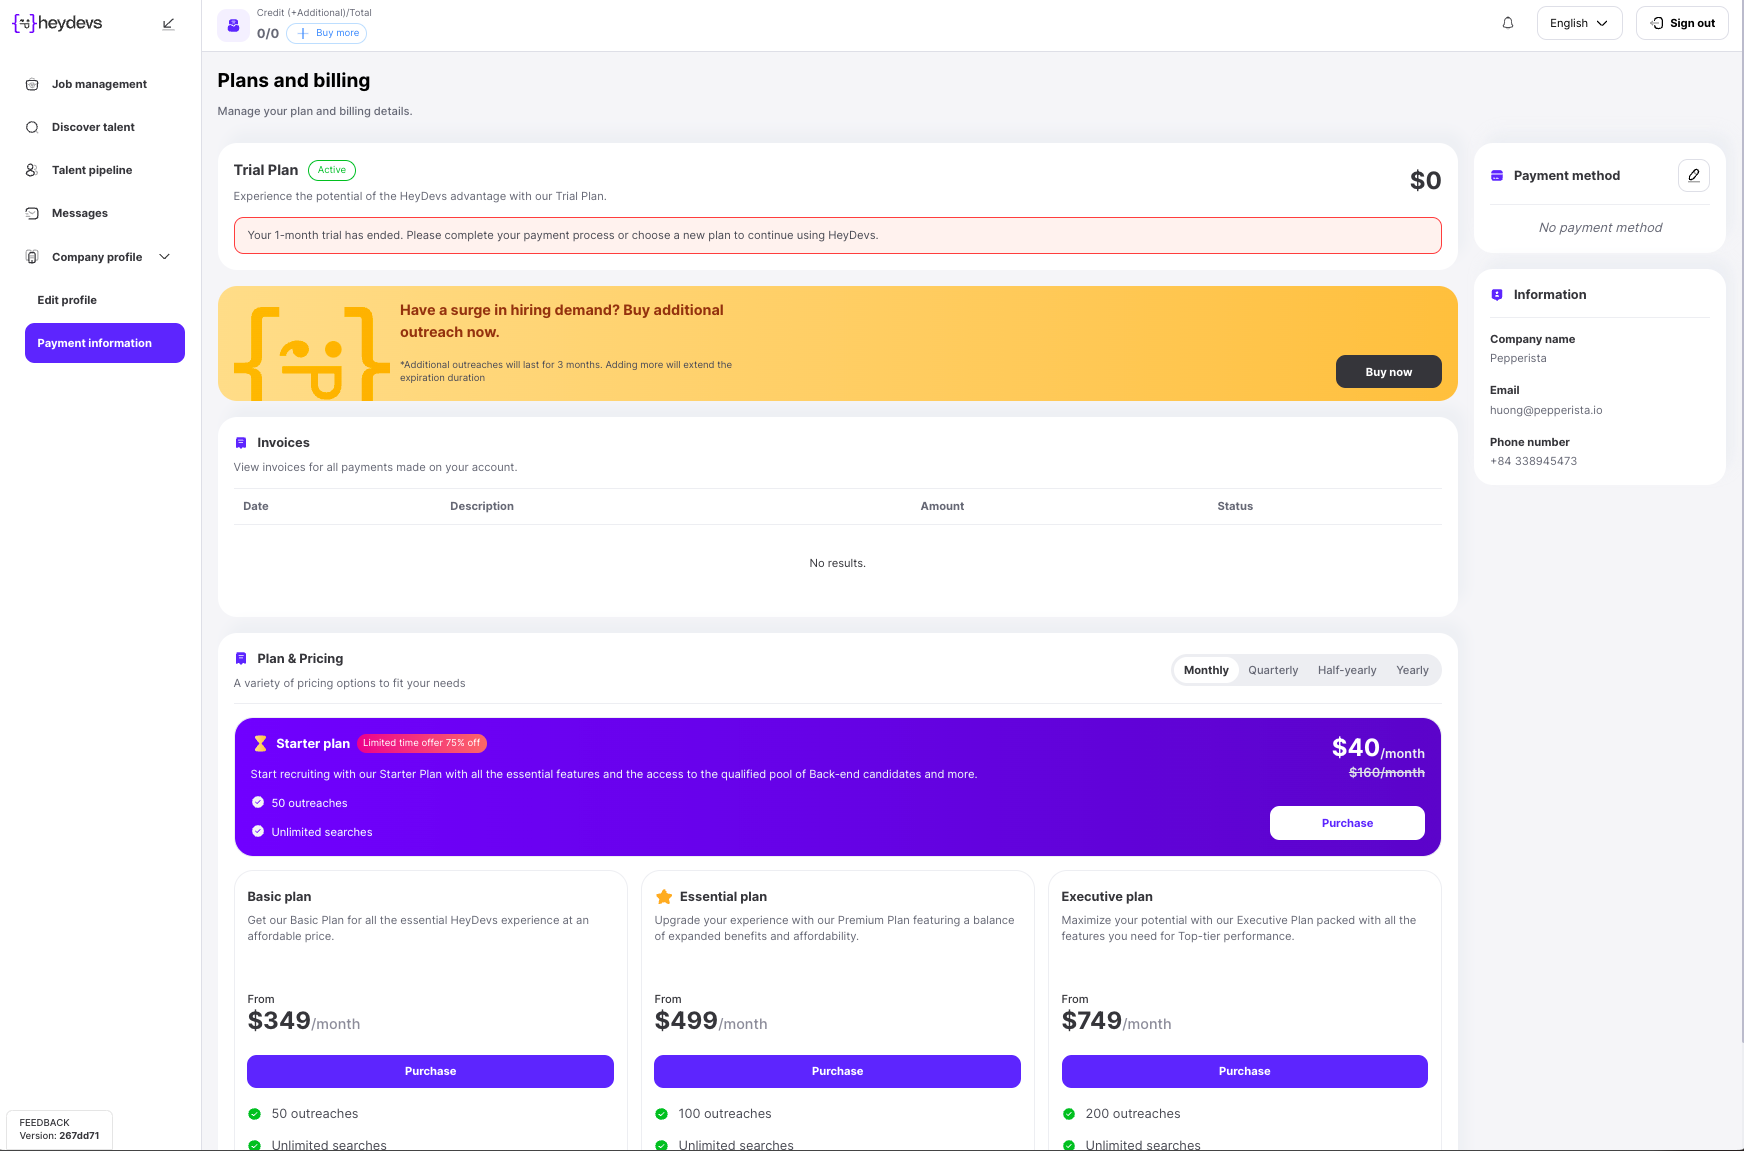 heydevs
Credit (+Additional)/Total
0/0
Buy more
English
Sign out
Job management
Discover talent
Talent pipeline
Messages
Company profile
Edit profile
Payment information
FEEDBACK
Version: 267dd71
Plans and billing
Manage your plan and billing details.
Trial Plan
Active
Experience the potential of the HeyDevs advantage with our Trial Plan.
$0
Your 1-month trial has ended. Please complete your payment process or choose a new plan to continue using HeyDevs.
Have a surge in hiring demand? Buy additional
outreach now.
*Additional outreaches will last for 3 months. Adding more will extend the
expiration duration
Buy now
Invoices
View invoices for all payments made on your account.
Date Description Amount Status
No results.
Plan & Pricing
A variety of pricing options to fit your needs
Monthly Quarterly Half-yearly Yearly
Starter plan
Limited time offer 75% off
Start recruiting with our Starter Plan with all the essential features and the access to the qualified pool of Back-end candidates and more.
50 outreaches
Unlimited searches
$40/month
$160/month
Purchase
Basic plan
Get our Basic Plan for all the essential HeyDevs experience at an
affordable price.
From
$349/month
Purchase
50 outreaches
Unlimited searches
Essential plan
Upgrade your experience with our Premium Plan featuring a balance
of expanded benefits and affordability.
From
$499/month
Purchase
100 outreaches
Unlimited searches
Executive plan
Maximize your potential with our Executive Plan packed with all the
features you need for Top-tier performance.
From
$749/month
Purchase
200 outreaches
Unlimited searches
Payment method
No payment method
Information
Company name
Pepperista
Email
huong@pepperista.io
Phone number
+84 338945473